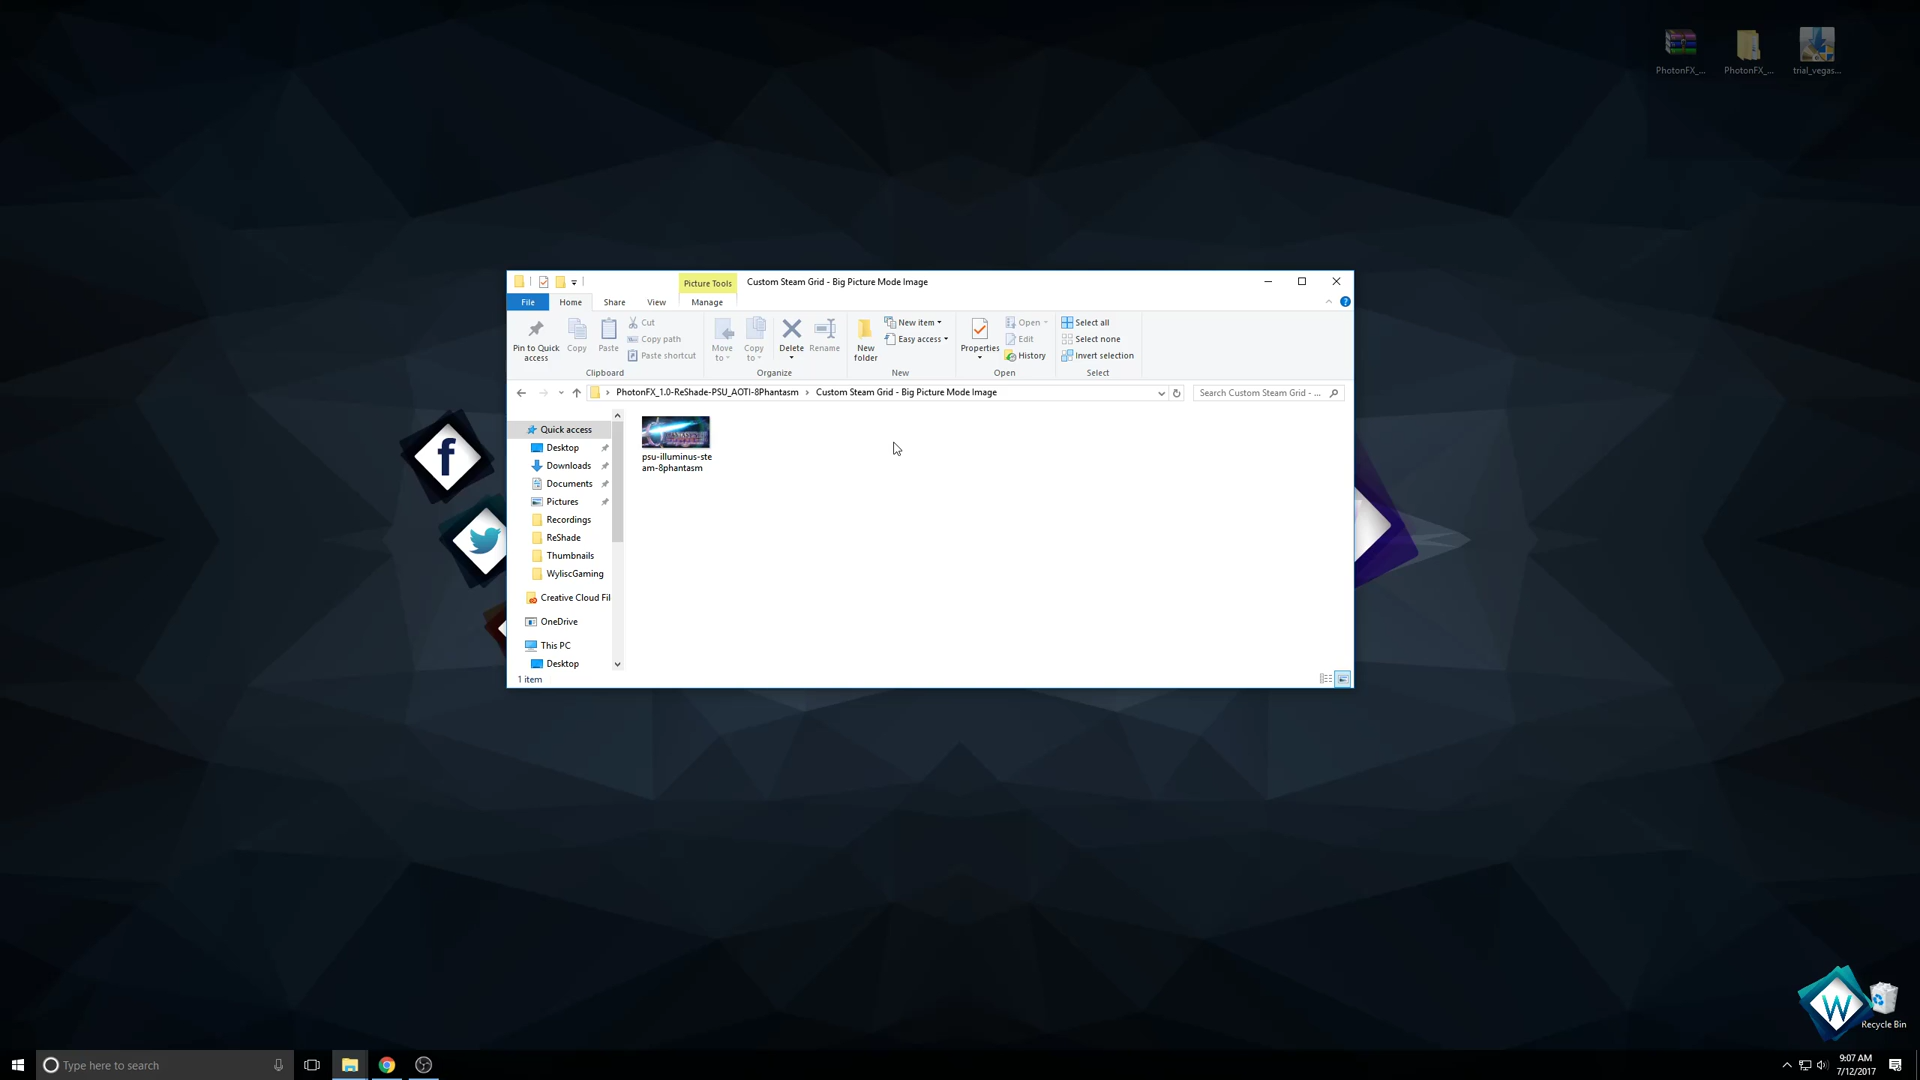 PhotonFX_...
PhotonFX_...
trial_vegas...
Picture Tools
Custom Steam Grid - Big Picture Mode Image
File
Home
Share
View
Manage
Pin to Quick access
Copy
Paste
Cut
Copy path
Paste shortcut
Clipboard
Move to
Copy to
Delete
Rename
Organize
New folder
New item
Easy access
New
Properties
Open
Edit
History
Open
Select all
Select none
Invert selection
Select
PhotonFX_1.0-ReShade-PSU_AOTI-8Phantasm
Custom Steam Grid - Big Picture Mode Image
Search Custom Steam Grid - ...
Quick access
Desktop
Downloads
Documents
Pictures
Recordings
ReShade
Thumbnails
WyliscGaming
Creative Cloud Fil
OneDrive
This PC
Desktop
psu-illuminus-ste
am-8phantasm
1 item
f
W
Recycle Bin
Type here to search
9:07 AM
7/12/2017